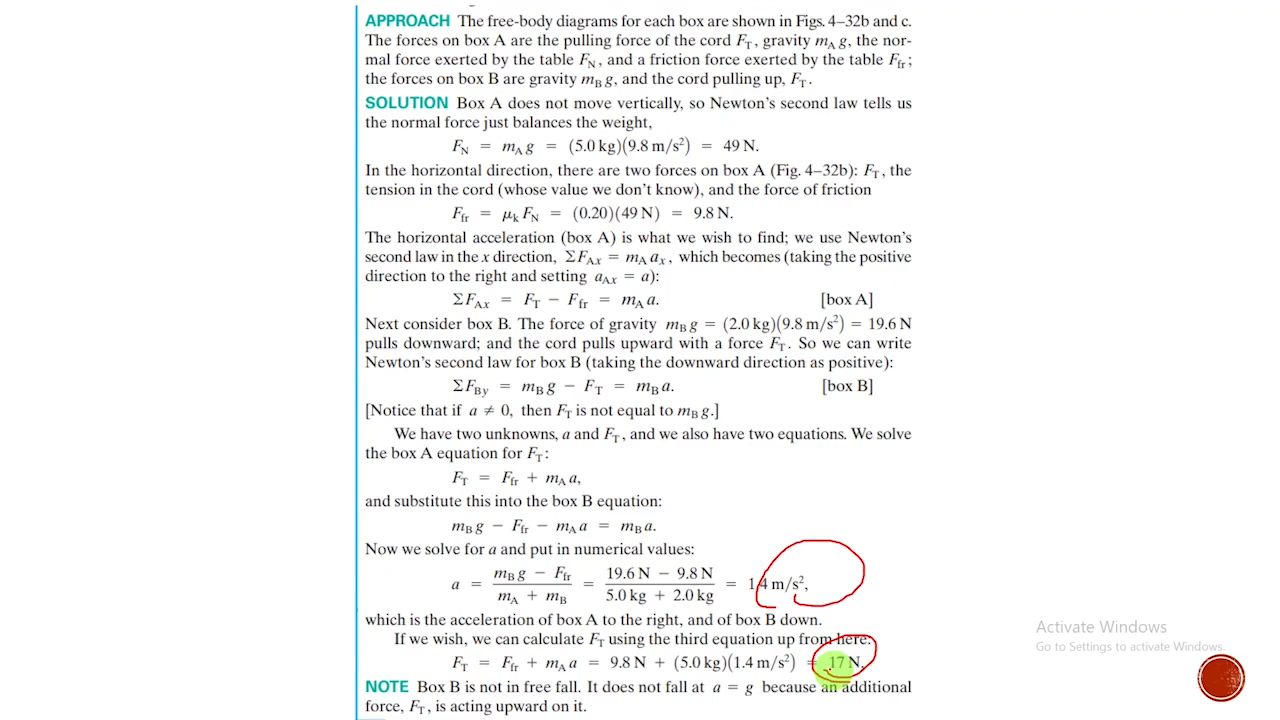 APPROACH The free-body diagrams for each box are shown in Figs. 4–32b and c.
The forces on box A are the pulling force of the cord F_T, gravity m_A g, the nor-
mal force exerted by the table F_N, and a friction force exerted by the table F_fr;
the forces on box B are gravity m_B g, and the cord pulling up, F_T.
SOLUTION Box A does not move vertically, so Newton's second law tells us
the normal force just balances the weight,
F_N = m_A g = (5.0 kg)(9.8 m/s²) = 49 N.
In the horizontal direction, there are two forces on box A (Fig. 4–32b): F_T, the
tension in the cord (whose value we don't know), and the force of friction
F_fr = μ_k F_N = (0.20)(49 N) = 9.8 N.
The horizontal acceleration (box A) is what we wish to find; we use Newton's
second law in the x direction, ΣF_Ax = m_A a_x, which becomes (taking the positive
direction to the right and setting a_Ax = a):
ΣF_Ax = F_T − F_fr = m_A a. [box A]
Next consider box B. The force of gravity m_B g = (2.0 kg)(9.8 m/s²) = 19.6 N
pulls downward; and the cord pulls upward with a force F_T. So we can write
Newton's second law for box B (taking the downward direction as positive):
ΣF_By = m_B g − F_T = m_B a. [box B]
[Notice that if a ≠ 0, then F_T is not equal to m_B g.]
We have two unknowns, a and F_T, and we also have two equations. We solve
the box A equation for F_T:
F_T = F_fr + m_A a,
and substitute this into the box B equation:
m_B g − F_fr − m_A a = m_B a.
Now we solve for a and put in numerical values:
a = (m_B g − F_fr)/(m_A + m_B) = (19.6 N − 9.8 N)/(5.0 kg + 2.0 kg) = 1.4 m/s²,
which is the acceleration of box A to the right, and of box B down.
If we wish, we can calculate F_T using the third equation up from here:
F_T = F_fr + m_A a = 9.8 N + (5.0 kg)(1.4 m/s²) = 17 N.
NOTE Box B is not in free fall. It does not fall at a = g because an additional
force, F_T, is acting upward on it.
Activate Windows
Go to Settings to activate Windows.